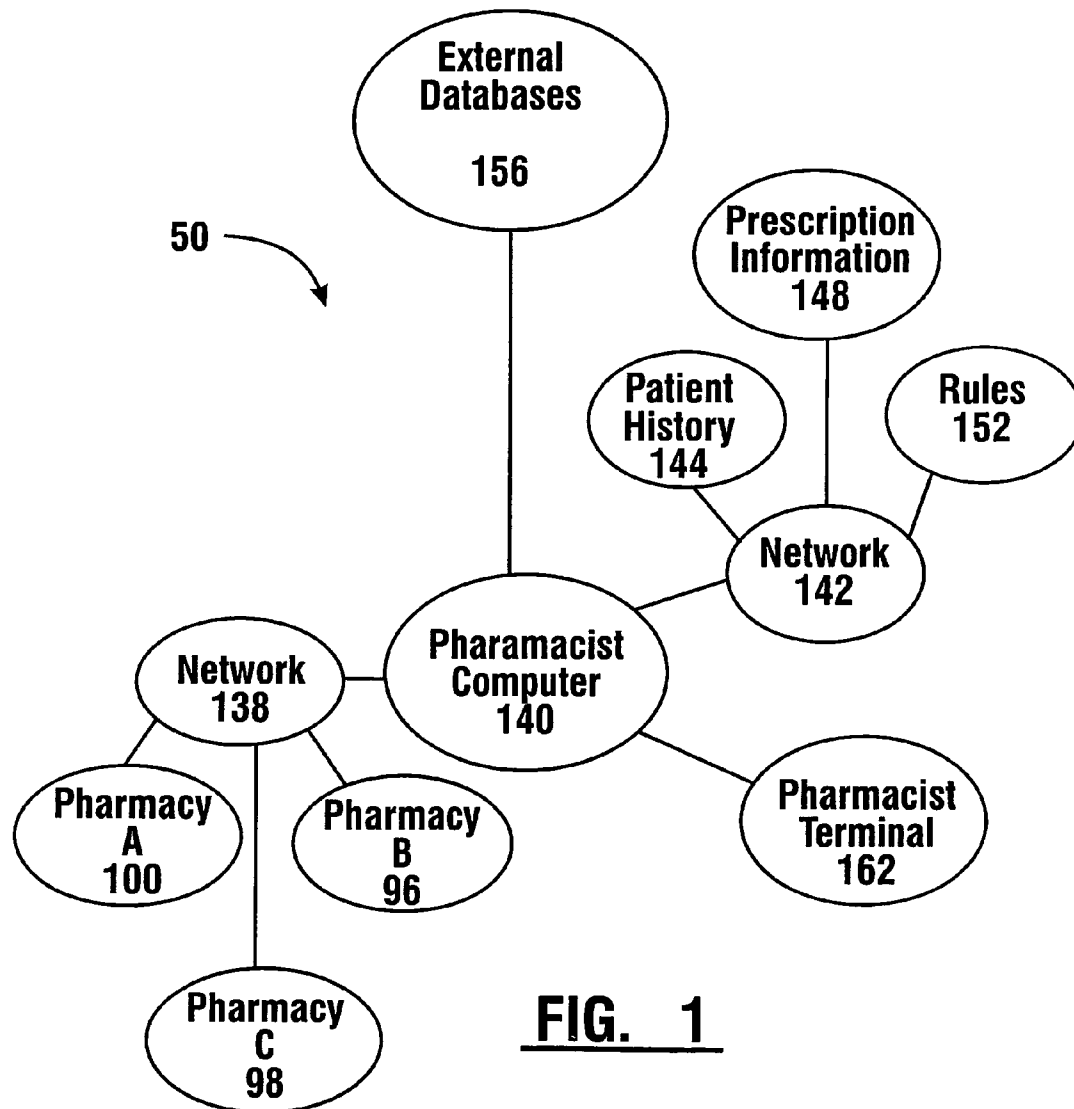 External
Databases
156
50
Prescription
Information
148
Patient
History
144
Rules
152
Network
142
Pharamacist
Computer
140
Network
138
Pharmacy
A
100
Pharmacy
B
96
Pharmacist
Terminal
162
Pharmacy
C
98
FIG. 1